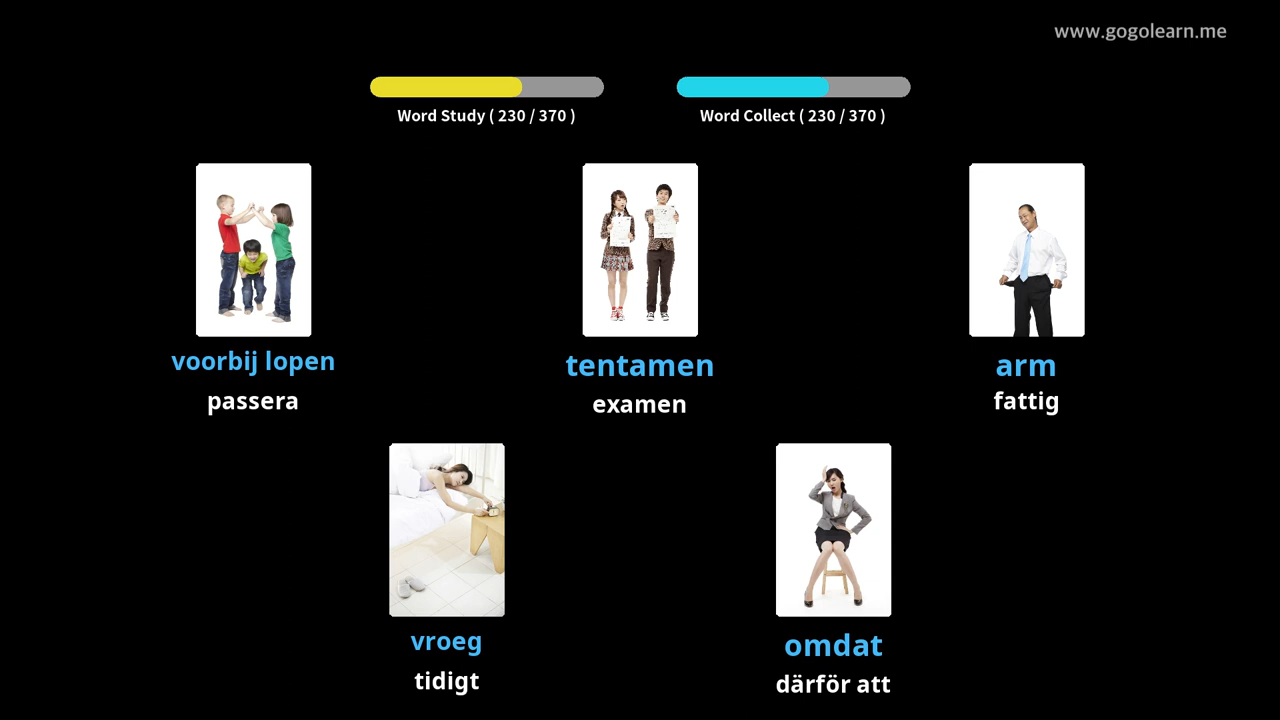 www.gogolearn.me
Word Study ( 230 / 370 )
Word Collect ( 230 / 370 )
voorbij lopen
passera
tentamen
examen
arm
fattig
vroeg
tidigt
omdat
därför att